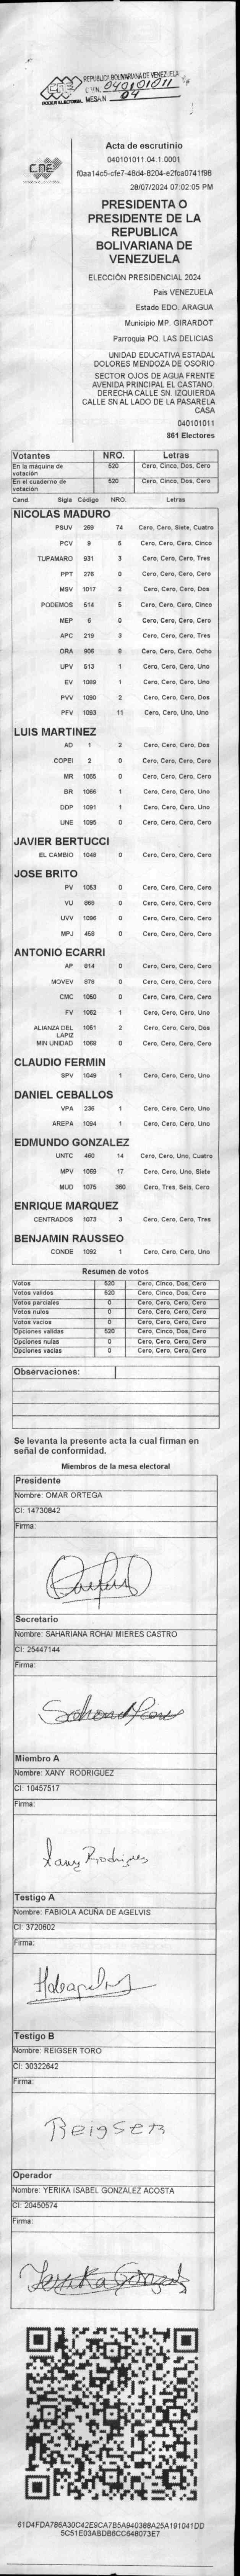 CNE
PODER ELECTORAL
REPUBLICA BOLIVARIANA DE VENEZUELA
C.V.N. 040101011
MESA N 04
CNE
Acta de escrutinio
040101011.04.1.0001
f0aa14c5-cfe7-48d4-8204-e2fca0741f98
28/07/2024 07:02:05 PM
PRESIDENTA O
PRESIDENTE DE LA
REPUBLICA
BOLIVARIANA DE
VENEZUELA
ELECCIÓN PRESIDENCIAL 2024
Pais VENEZUELA
Estado EDO. ARAGUA
Municipio MP. GIRARDOT
Parroquia PQ. LAS DELICIAS
UNIDAD EDUCATIVA ESTADAL
DOLORES MENDOZA DE OSORIO
SECTOR OJOS DE AGUA FRENTE
AVENIDA PRINCIPAL EL CASTANO.
DERECHA CALLE SN. IZQUIERDA
CALLE SN AL LADO DE LA PASARELA
CASA
040101011
861 Electores
Votantes NRO. Letras
En la máquina de votación 520 Cero, Cinco, Dos, Cero
En el cuaderno de votación 520 Cero, Cinco, Dos, Cero
Cand. Sigla Código NRO. Letras
NICOLAS MADURO
PSUV 269 74 Cero, Cero, Siete, Cuatro
PCV 9 5 Cero, Cero, Cero, Cinco
TUPAMARO 931 3 Cero, Cero, Cero, Tres
PPT 276 0 Cero, Cero, Cero, Cero
MSV 1017 2 Cero, Cero, Cero, Dos
PODEMOS 514 5 Cero, Cero, Cero, Cinco
MEP 6 0 Cero, Cero, Cero, Cero
APC 219 3 Cero, Cero, Cero, Tres
ORA 906 8 Cero, Cero, Cero, Ocho
UPV 513 1 Cero, Cero, Cero, Uno
EV 1089 1 Cero, Cero, Cero, Uno
PVV 1090 2 Cero, Cero, Cero, Dos
PFV 1093 11 Cero, Cero, Uno, Uno
LUIS MARTINEZ
AD 1 2 Cero, Cero, Cero, Dos
COPEI 2 0 Cero, Cero, Cero, Cero
MR 1065 0 Cero, Cero, Cero, Cero
BR 1066 1 Cero, Cero, Cero, Uno
DDP 1091 1 Cero, Cero, Cero, Uno
UNE 1095 0 Cero, Cero, Cero, Cero
JAVIER BERTUCCI
EL CAMBIO 1048 0 Cero, Cero, Cero, Cero
JOSE BRITO
PV 1053 0 Cero, Cero, Cero, Cero
VU 868 0 Cero, Cero, Cero, Cero
UVV 1096 0 Cero, Cero, Cero, Cero
MPJ 458 0 Cero, Cero, Cero, Cero
ANTONIO ECARRI
AP 814 0 Cero, Cero, Cero, Cero
MOVEV 878 0 Cero, Cero, Cero, Cero
CMC 1050 0 Cero, Cero, Cero, Cero
FV 1062 1 Cero, Cero, Cero, Uno
ALIANZA DEL LAPIZ 1051 2 Cero, Cero, Cero, Dos
MIN UNIDAD 1069 0 Cero, Cero, Cero, Cero
CLAUDIO FERMIN
SPV 1049 1 Cero, Cero, Cero, Uno
DANIEL CEBALLOS
VPA 236 1 Cero, Cero, Cero, Uno
AREPA 1094 1 Cero, Cero, Cero, Uno
EDMUNDO GONZALEZ
UNTC 460 14 Cero, Cero, Uno, Cuatro
MPV 1069 17 Cero, Cero, Uno, Siete
MUD 1075 360 Cero, Tres, Seis, Cero
ENRIQUE MARQUEZ
CENTRADOS 1073 3 Cero, Cero, Cero, Tres
BENJAMIN RAUSSEO
CONDE 1092 1 Cero, Cero, Cero, Uno
Resumen de votos
Votos 520 Cero, Cinco, Dos, Cero
Votos validos 520 Cero, Cinco, Dos, Cero
Votos parciales 0 Cero, Cero, Cero, Cero
Votos nulos 0 Cero, Cero, Cero, Cero
Votos vacios 0 Cero, Cero, Cero, Cero
Opciones validas 520 Cero, Cinco, Dos, Cero
Opciones nulas 0 Cero, Cero, Cero, Cero
Opciones vacias 0 Cero, Cero, Cero, Cero
Observaciones:
Se levanta la presente acta la cual firman en
señal de conformidad.
Miembros de la mesa electoral
Presidente
Nombre: OMAR ORTEGA
CI: 14730842
Firma:
Secretario
Nombre: SAHARIANA ROHAI MIERES CASTRO
CI: 25447144
Firma:
Miembro A
Nombre: XANY RODRIGUEZ
CI: 10457517
Firma:
Xany Rodríguez
Testigo A
Nombre: FABIOLA ACUÑA DE AGELVIS
CI: 3720602
Firma:
Testigo B
Nombre: REIGSER TORO
CI: 30322642
Firma:
Reigser
Operador
Nombre: YERIKA ISABEL GONZALEZ ACOSTA
CI: 20450574
Firma:
Yerika Gonzalez
61D4FDA786A30C42E9CA7B5A940388A25A191041DD
5C51E03ABDB6CC648073E7